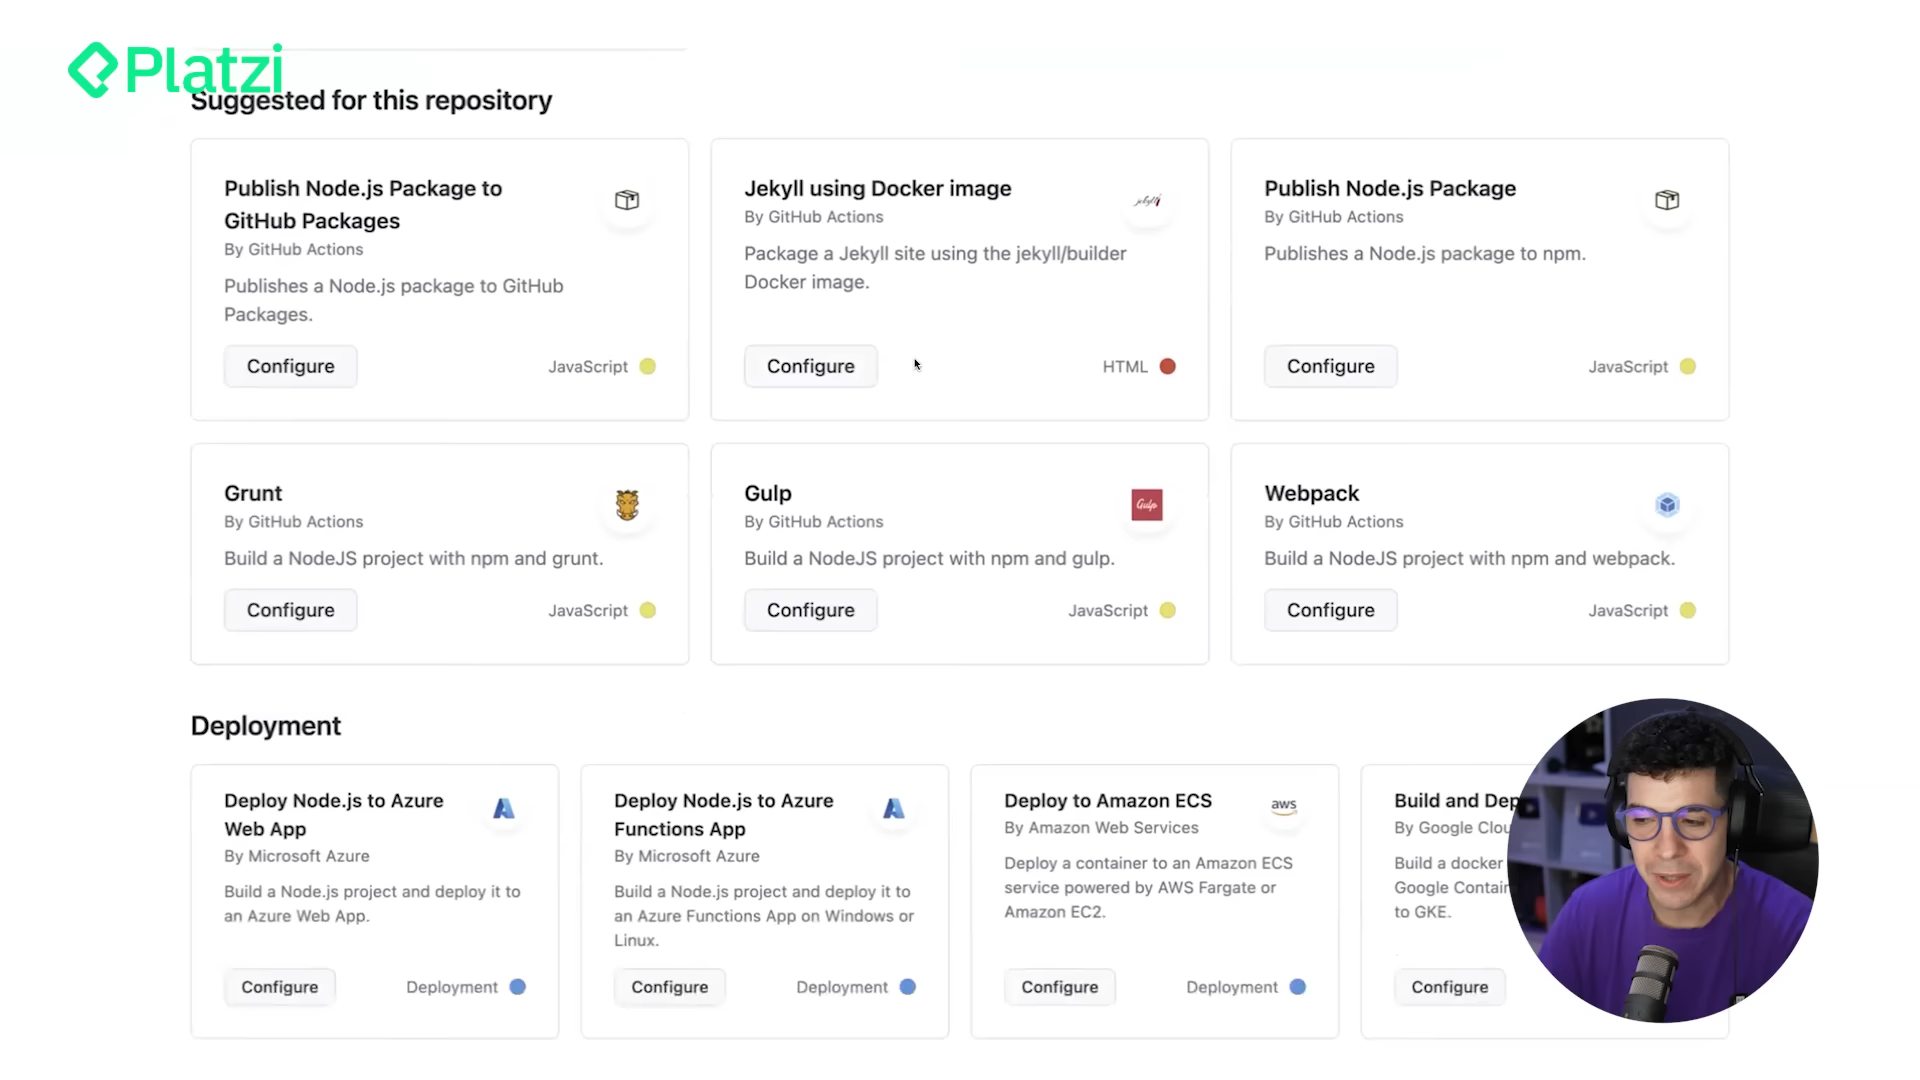 Platzi
Suggested for this repository
Publish Node.js Package to
GitHub Packages
By GitHub Actions
Publishes a Node.js package to GitHub
Packages.
Configure
JavaScript
Jekyll using Docker image
By GitHub Actions
jekyll
Package a Jekyll site using the jekyll/builder
Docker image.
Configure
HTML
Publish Node.js Package
By GitHub Actions
Publishes a Node.js package to npm.
Configure
JavaScript
Grunt
By GitHub Actions
Build a NodeJS project with npm and grunt.
Configure
JavaScript
Gulp
By GitHub Actions
Gulp
Build a NodeJS project with npm and gulp.
Configure
JavaScript
Webpack
By GitHub Actions
Build a NodeJS project with npm and webpack.
Configure
JavaScript
Deployment
Deploy Node.js to Azure
Web App
By Microsoft Azure
Build a Node.js project and deploy it to
an Azure Web App.
Configure
Deployment
Deploy Node.js to Azure
Functions App
By Microsoft Azure
Build a Node.js project and deploy it to
an Azure Functions App on Windows or
Linux.
Configure
Deployment
Deploy to Amazon ECS
By Amazon Web Services
aws
Deploy a container to an Amazon ECS
service powered by AWS Fargate or
Amazon EC2.
Configure
Deployment
Build and Dep
By Google Clou
Build a docker
Google Contain
to GKE.
Configure